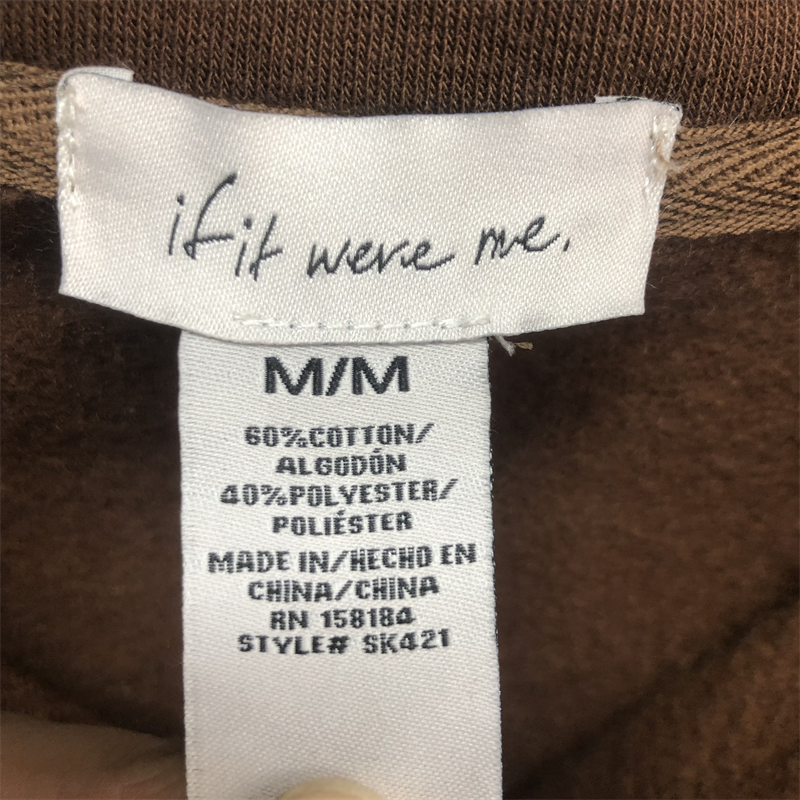 if it were me.
M/M
60%COTTON/
ALGODÓN
40%POLYESTER/
POLIÉSTER
MADE IN/HECHO EN
CHINA/CHINA
RN 158184
STYLE# SK421